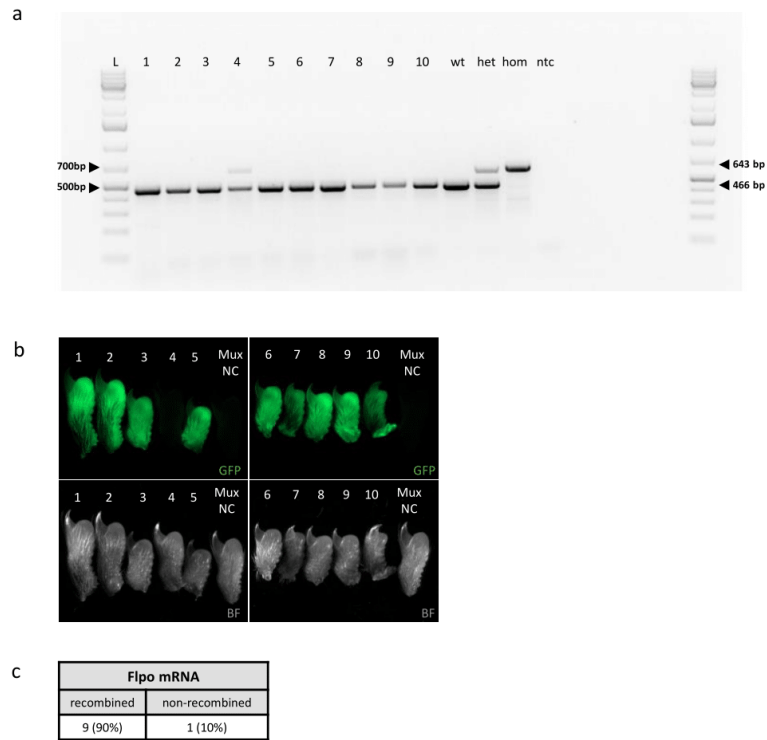 a
L 1 2 3 4 5 6 7 8 9 10 wt het hom ntc
700bp 643 bp
500bp 466 bp
b
1 2 3 4 5 Mux NC
GFP
6 7 8 9 10 Mux NC
GFP
1 2 3 4 5 Mux NC
BF
6 7 8 9 10 Mux NC
BF
c
Flpo mRNA
recombined non-recombined
9 (90%) 1 (10%)